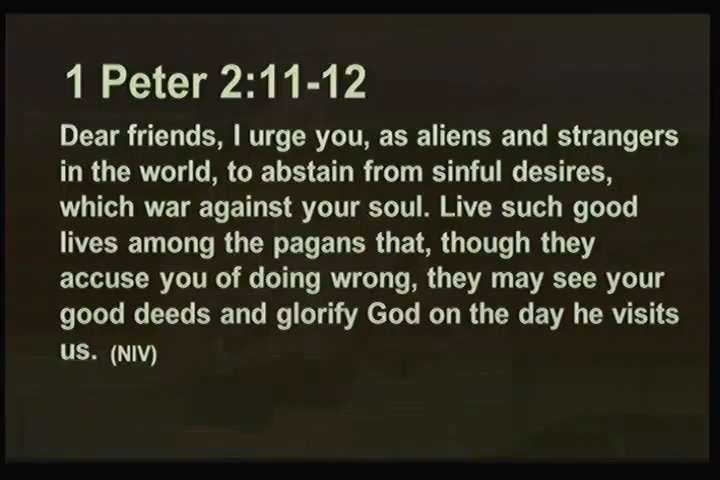 1 Peter 2:11-12
Dear friends, I urge you, as aliens and strangers
in the world, to abstain from sinful desires,
which war against your soul. Live such good
lives among the pagans that, though they
accuse you of doing wrong, they may see your
good deeds and glorify God on the day he visits
us. (NIV)